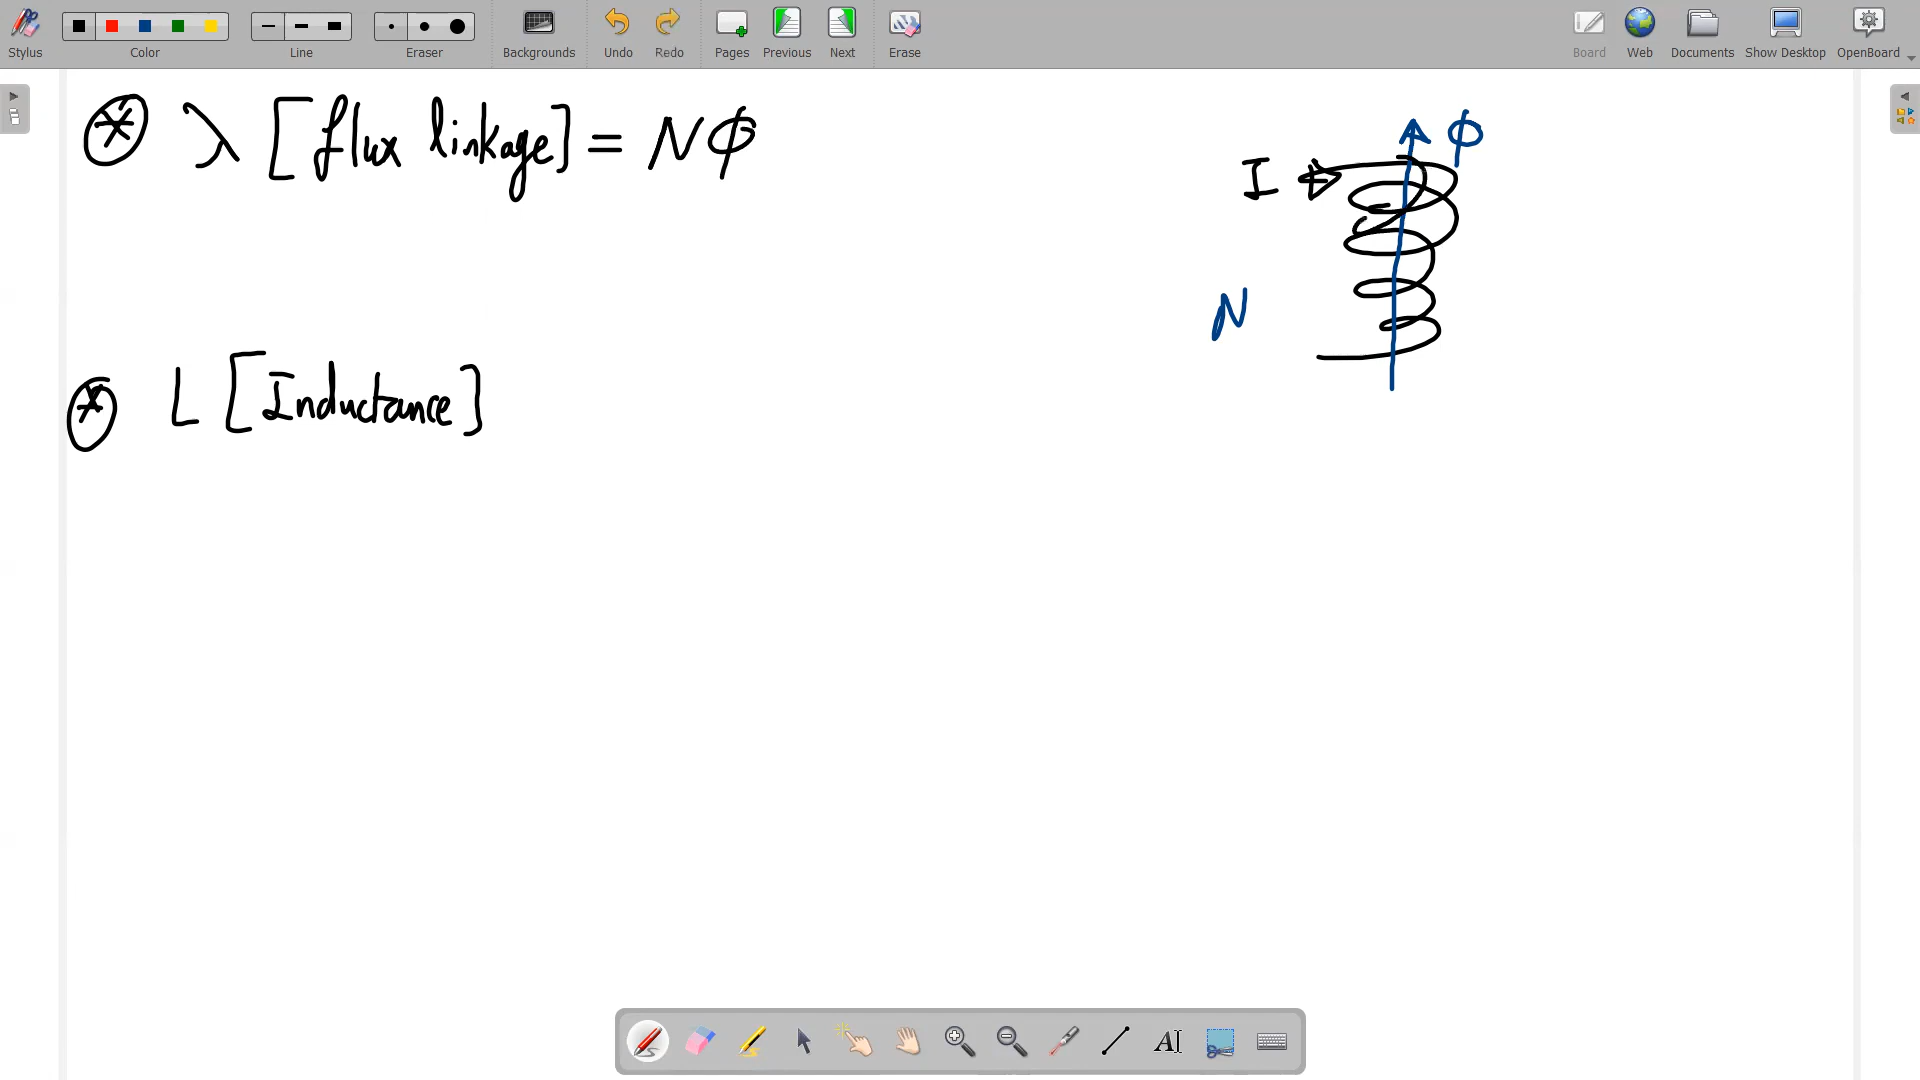 Stylus Color Line Eraser Backgrounds Undo Redo Pages Previous Next Erase Board Web Documents Show Desktop OpenBoard
λ [flux linkage] = Nϕ
ϕ
I
N
L [Inductance]
AI